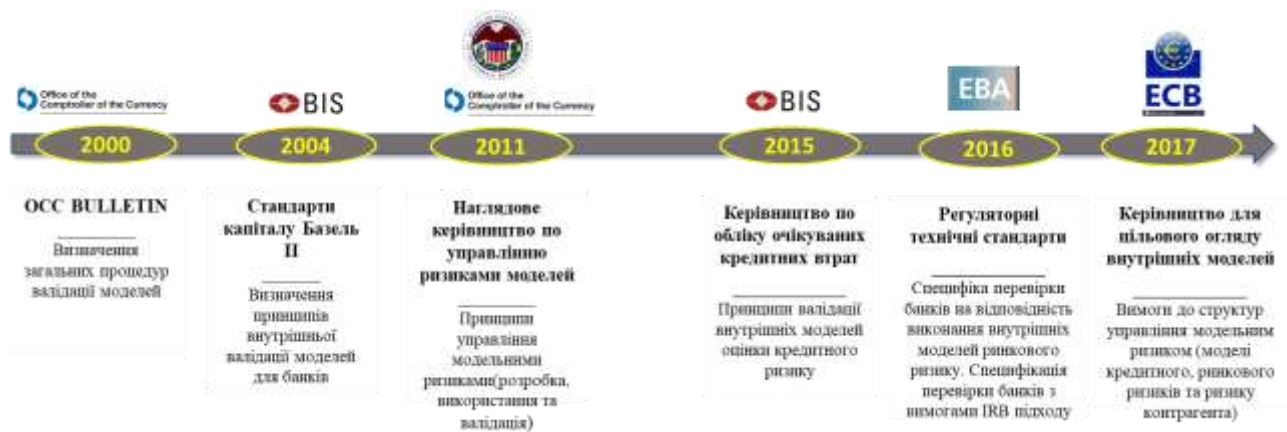 Office of the
Comptroller of the Currency
BIS
Office of the
Comptroller of the Currency
BIS
EBA
ECB
2000
2004
2011
2015
2016
2017
OCC BULLETIN
Визначення
загальних процедур
валідації моделей
Стандарти
капіталу Базель
II
Визначення
принципів
внутрішньої
валідації моделей
для банків
Наглядове
керівництво по
управлінню
ризиками моделей
Принципи
управління
модельними
ризиками(розробка,
використання та
валідація)
Керівництво по
обліку очікуваних
кредитних втрат
Принципи валідації
внутрішніх моделей
оцінки кредитного
ризику
Регуляторні
технічні стандарти
Специфіка перевірки
банків на відповідність
виконання внутрішніх
моделей ринкового
ризику. Специфікація
перевірки банків з
вимогами IRB підходу
Керівництво для
цільового огляду
внутрішніх моделей
Вимоги до структур
управління модельним
ризиком (моделі
кредитного, ринкового
ризиків та ризику
контрагента)